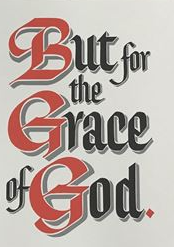 But for
the
Grace
of God.